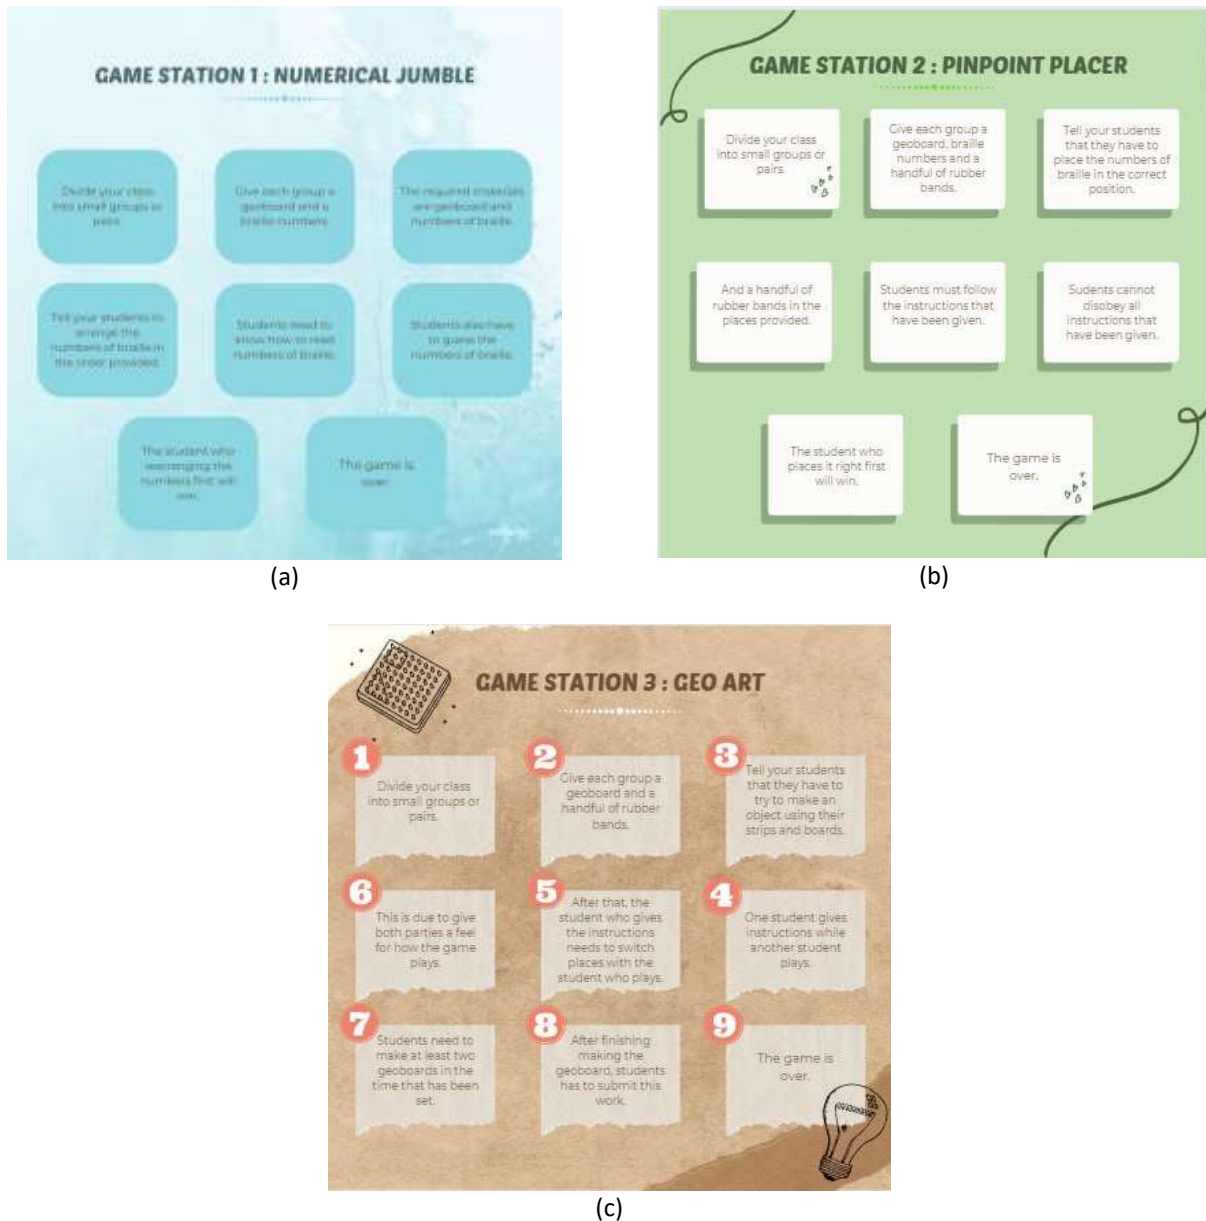 GAME STATION 1 : NUMERICAL JUMBLE
Divide your class
into small groups or
pairs.
Give each group a
geoboard and a
braille numbers.
The required materials
are geoboard and
numbers of braille.
Tell your students to
arrange the
numbers of braille in
the order provided.
Students need to
know how to read
numbers of braille.
Students also have
to guess the
numbers of braille.
The student who
rearranging the
numbers first will
win.
The game is
over.
(a)
GAME STATION 2 : PINPOINT PLACER
Divide your class
into small groups or
pairs.
Give each group a
geoboard, braille
numbers and a
handful of rubber
bands.
Tell your students
that they have to
place the numbers of
braille in the correct
position.
And a handful of
rubber bands in the
places provided.
Students must follow
the instructions that
have been given.
Sudents cannot
disobey all
instructions that
have been given.
The student who
places it right first
will win.
The game is
over.
(b)
GAME STATION 3 : GEO ART
1
Divide your class
into small groups or
pairs.
2
Give each group a
geoboard and a
handful of rubber
bands.
3
Tell your students
that they have to
try to make an
object using their
strips and boards.
6
This is due to give
both parties a feel
for how the game
plays.
5
After that, the
student who gives
the instructions
needs to switch
places with the
student who plays.
4
One student gives
instructions while
another student
plays.
7
Students need to
make at least two
geoboards in the
time that has been
set.
8
After finishing
making the
geoboard, students
has to submit this
work.
9
The game is
over.
(c)